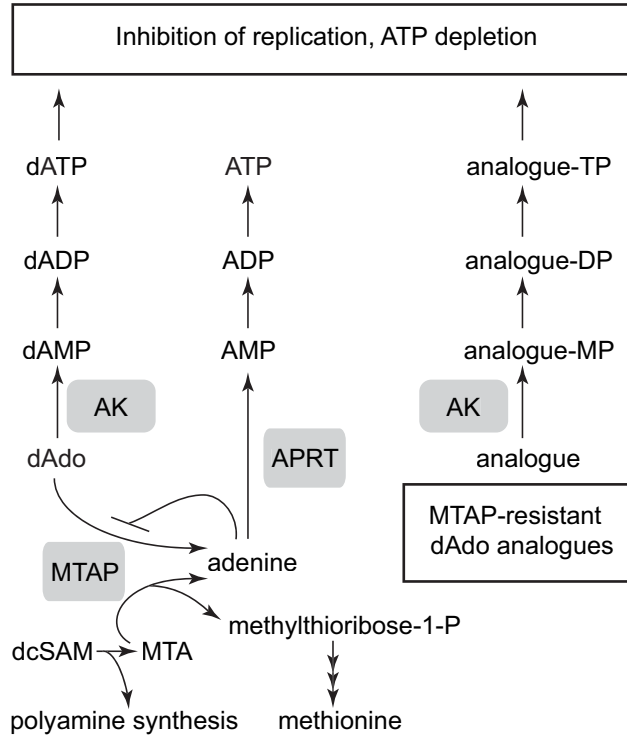 Inhibition of replication, ATP depletion
dATP ATP analogue-TP
dADP ADP analogue-DP
dAMP AMP analogue-MP
AK AK
dAdo APRT analogue
MTAP-resistant
dAdo analogues
MTAP adenine
methylthioribose-1-P
dcSAM MTA
polyamine synthesis methionine